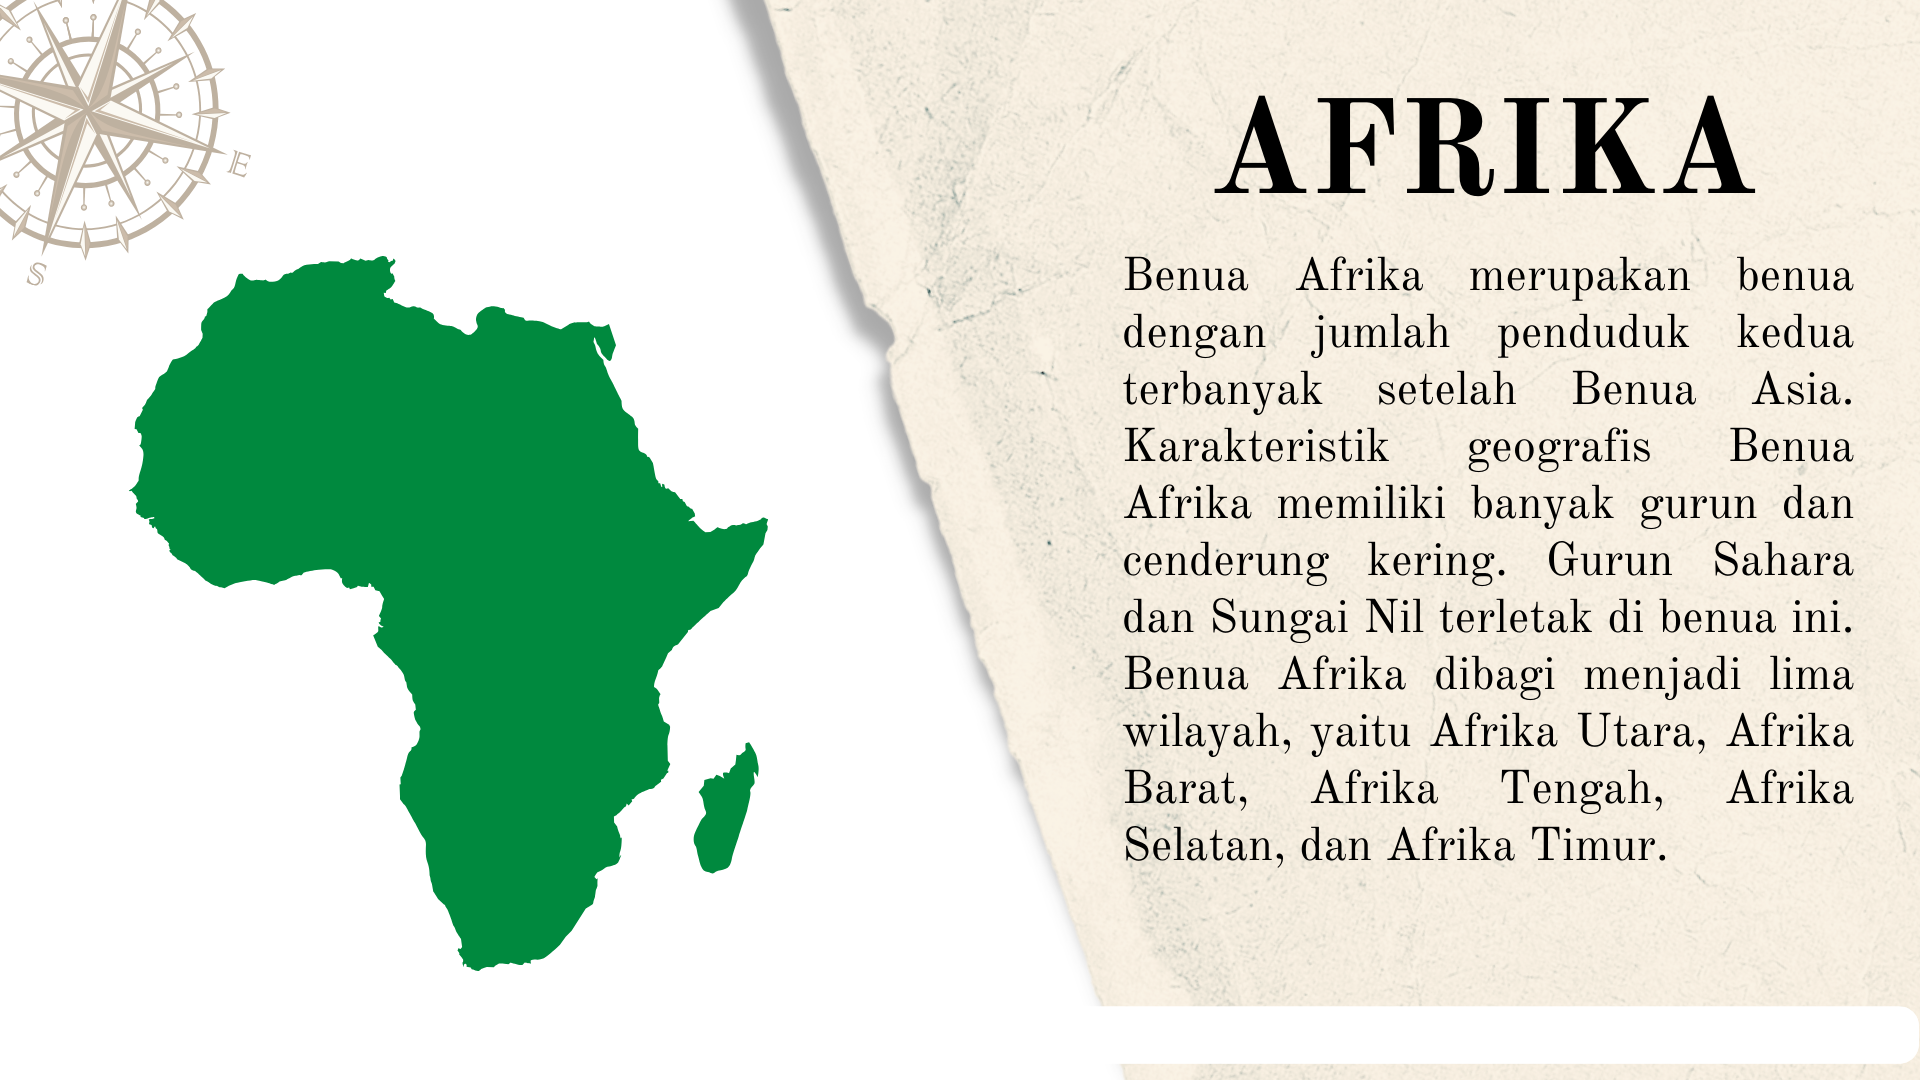 E
S
AFRIKA
Benua Afrika merupakan benua
dengan jumlah penduduk kedua
terbanyak setelah Benua Asia.
Karakteristik geografis Benua
Afrika memiliki banyak gurun dan
cenderung kering. Gurun Sahara
dan Sungai Nil terletak di benua ini.
Benua Afrika dibagi menjadi lima
wilayah, yaitu Afrika Utara, Afrika
Barat, Afrika Tengah, Afrika
Selatan, dan Afrika Timur.